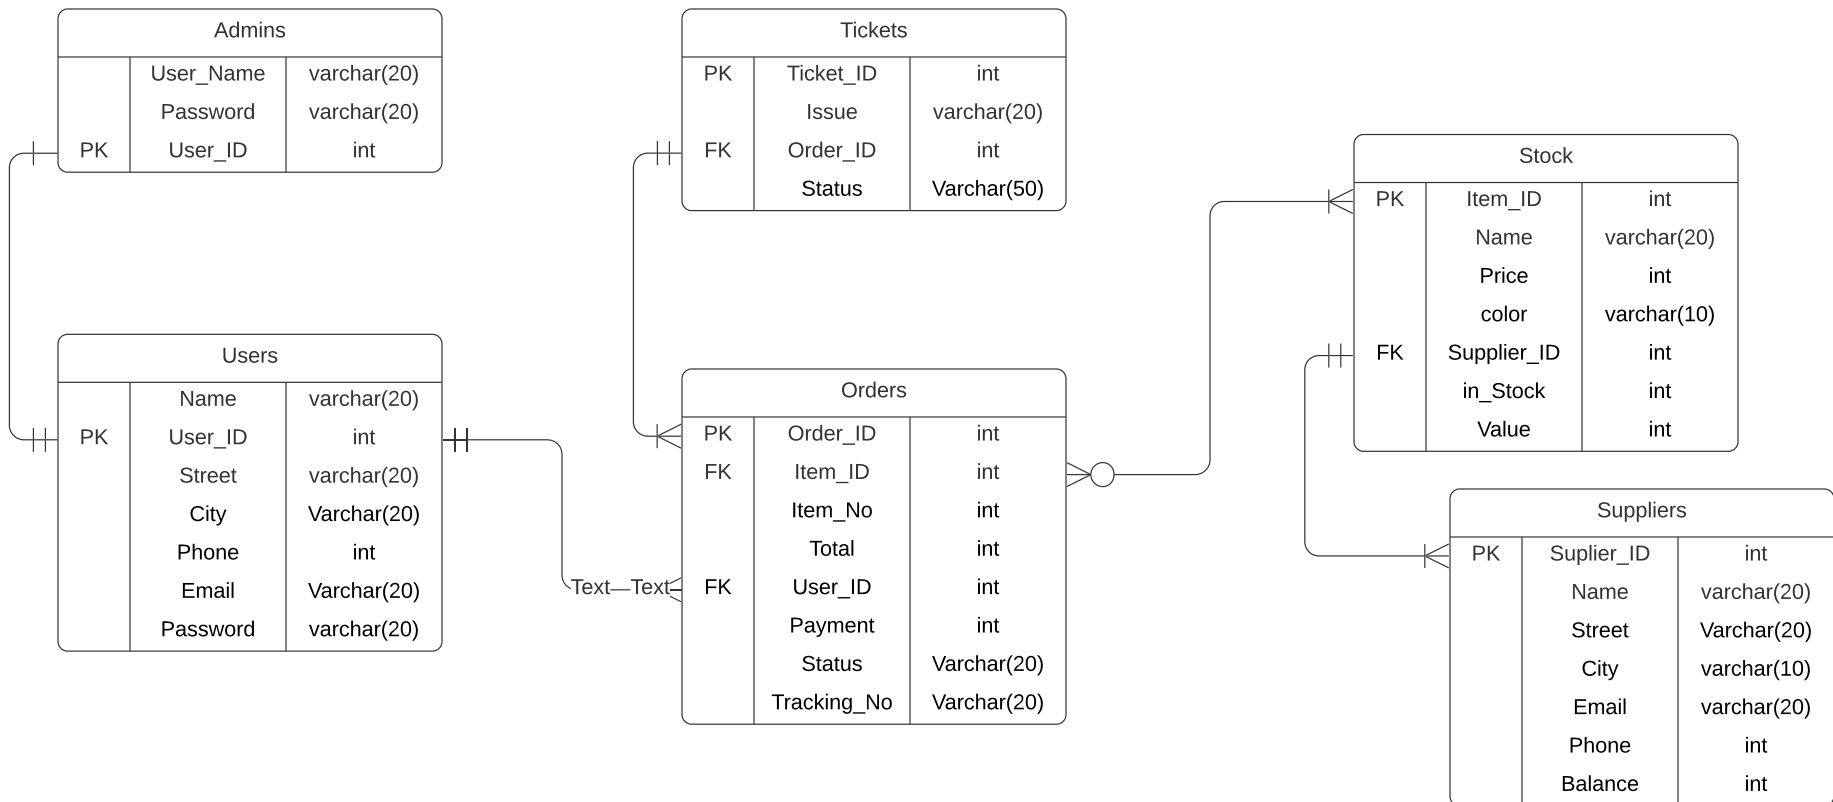 Admins
User_Name varchar(20)
Password varchar(20)
PK User_ID int
Users
Name varchar(20)
PK User_ID int
Street varchar(20)
City Varchar(20)
Phone int
Email Varchar(20)
Password varchar(20)
Text Text
Tickets
PK Ticket_ID int
Issue varchar(20)
FK Order_ID int
Status Varchar(50)
Orders
PK Order_ID int
FK Item_ID int
Item_No int
Total int
FK User_ID int
Payment int
Status Varchar(20)
Tracking_No Varchar(20)
Stock
PK Item_ID int
Name varchar(20)
Price int
color varchar(10)
FK Supplier_ID int
in_Stock int
Value int
Suppliers
PK Suplier_ID int
Name varchar(20)
Street Varchar(20)
City varchar(10)
Email varchar(20)
Phone int
Balance int